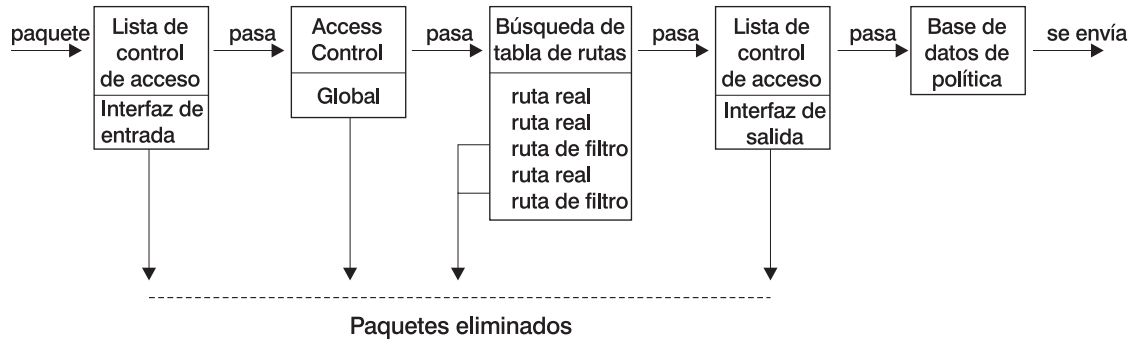 paquete
Lista de
control
de acceso
Interfaz de
entrada
pasa
Access
Control
Global
pasa
Búsqueda de
tabla de rutas
ruta real
ruta real
ruta de filtro
ruta real
ruta de filtro
pasa
Lista de
control
de acceso
Interfaz de
salida
pasa
Base de
datos de
política
se envía
Paquetes eliminados